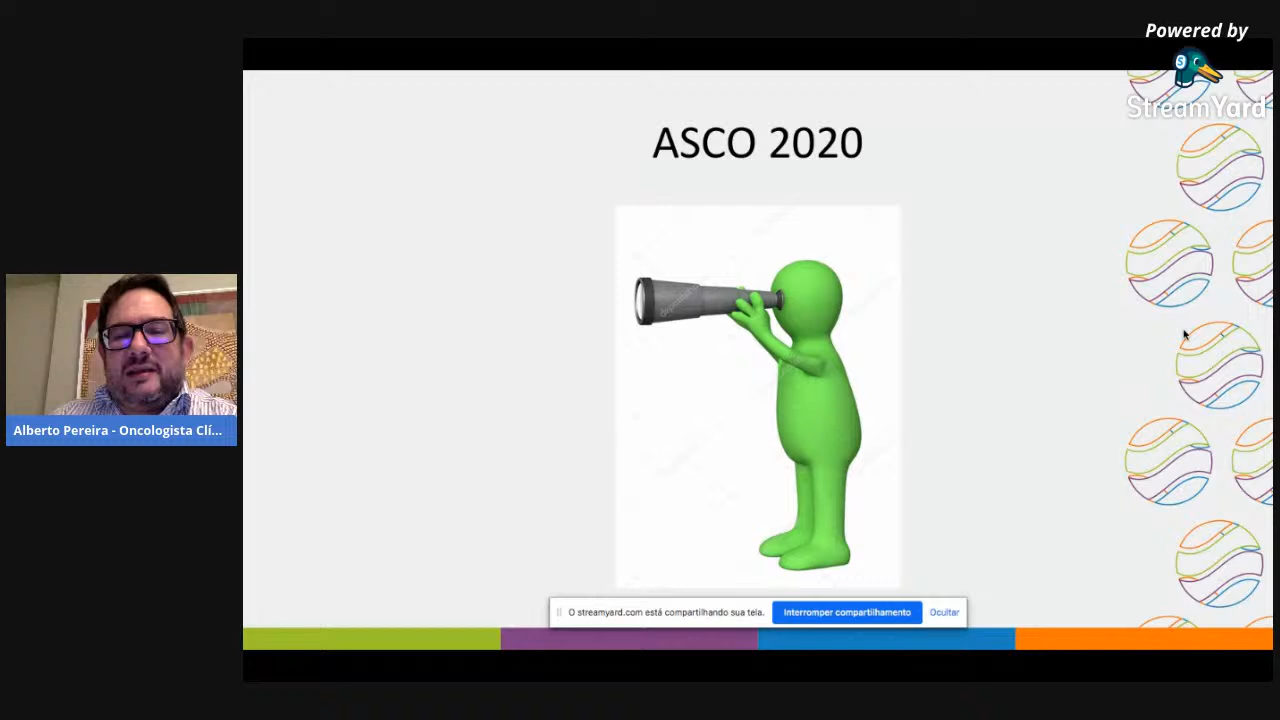 Powered by
StreamYard
ASCO 2020
Alberto Pereira - Oncologista Clí...
O streamyard.com está compartilhando sua tela.
Interromper compartilhamento
Ocultar